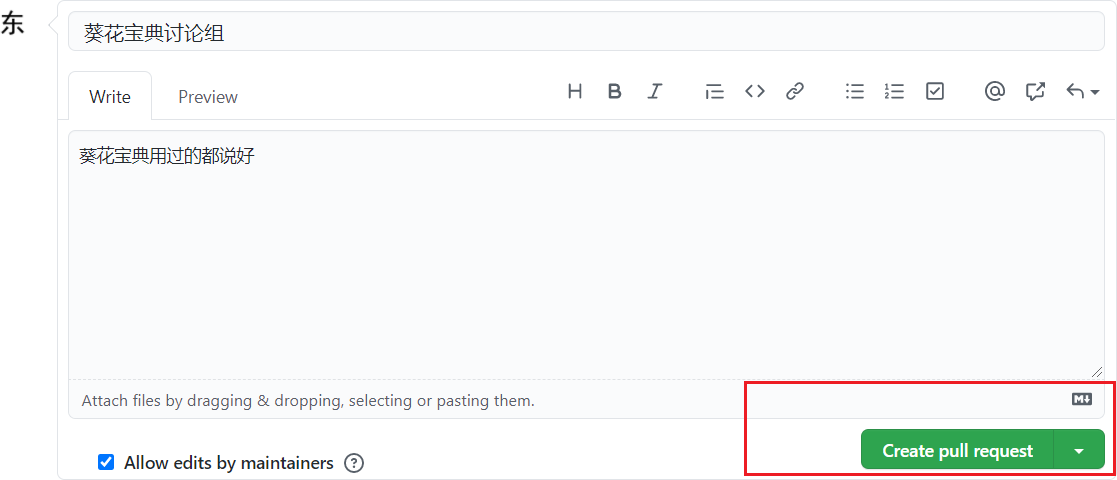 东
葵花宝典讨论组
Write Preview
葵花宝典用过的都说好
Attach files by dragging & dropping, selecting or pasting them.
Allow edits by maintainers
Create pull request